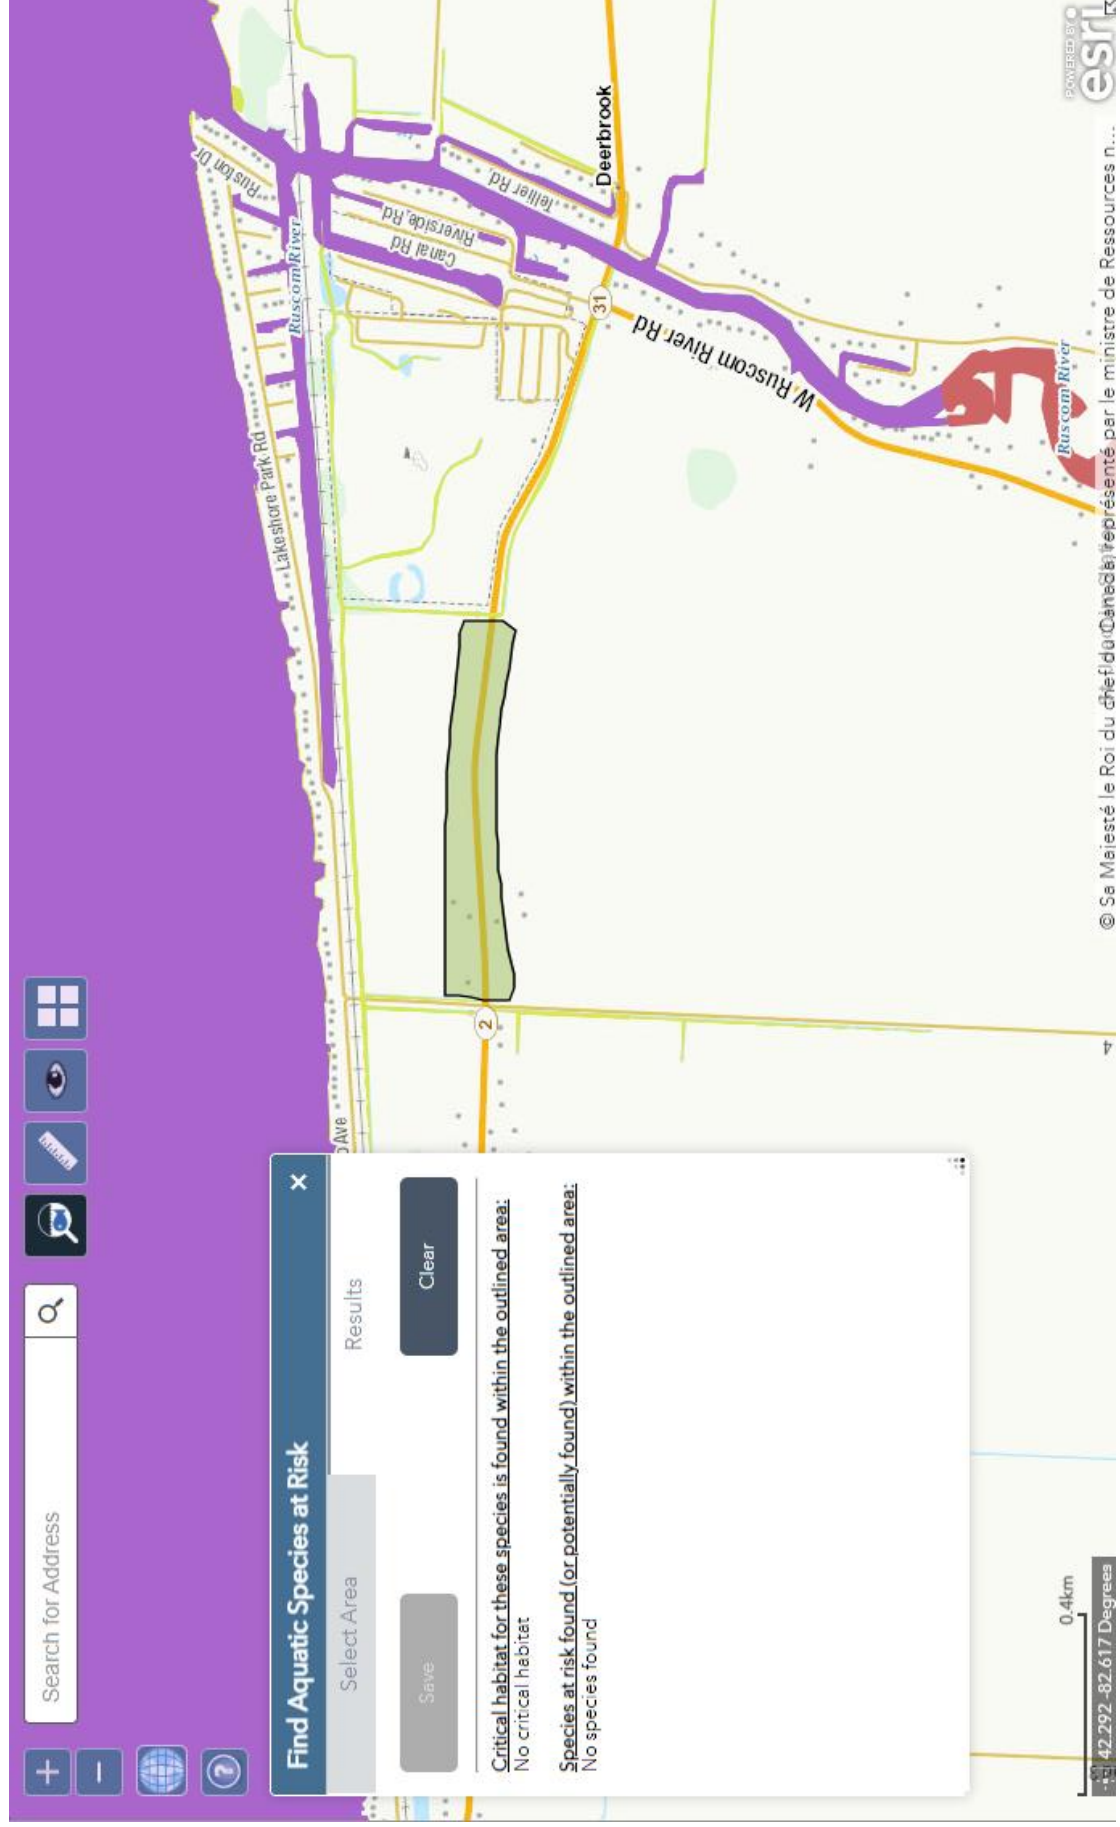 Search for Address
Find Aquatic Species at Risk
×
Select Area
Results
Save
Clear
Critical habitat for these species is found within the outlined area:
No critical habitat
Species at risk found (or potentially found) within the outlined area:
No species found
Ave
2
Lakeshore Park Rd
Ruscom River
Ruston Dr
Canal Rd
Riverside Rd
Tellier Rd
Deerbrook
31
W. Ruscom River Rd
Ruscom River
4
0.4km
42.292 -82.617 Degrees
© Sa Majesté le Roi du chef du Canada, représenté par le ministre de Ressources n...
POWERED BY
esri